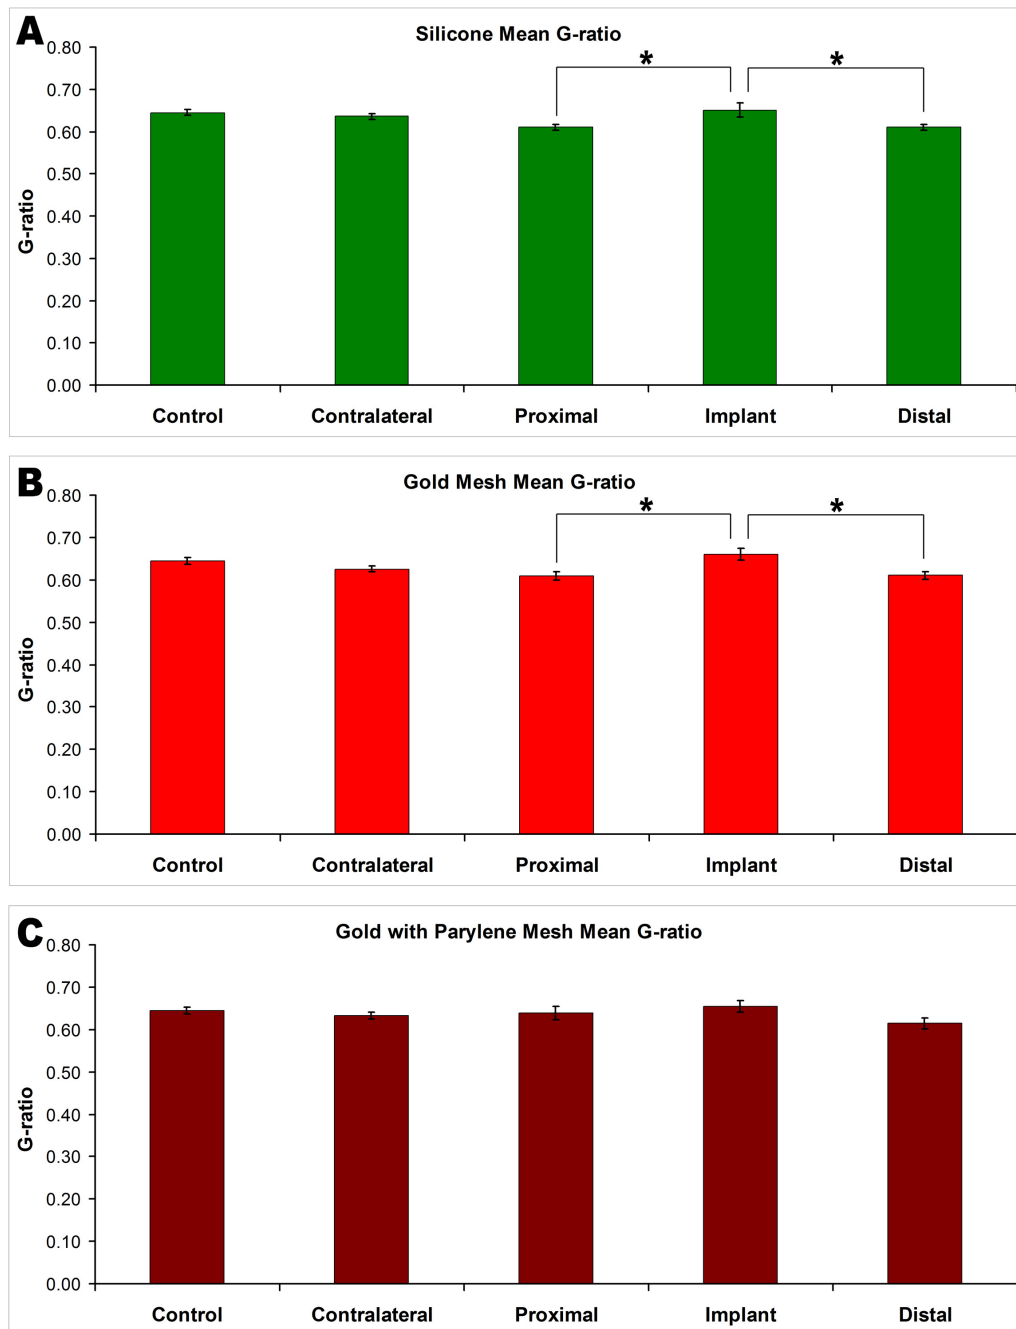 A
Silicone Mean G-ratio
0.80
* *
0.70
0.60
0.50
0.40
0.30
0.20
0.10
0.00
G-ratio
Control Contralateral Proximal Implant Distal
B
Gold Mesh Mean G-ratio
0.80
* *
0.70
0.60
0.50
0.40
0.30
0.20
0.10
0.00
G-ratio
Control Contralateral Proximal Implant Distal
C
Gold with Parylene Mesh Mean G-ratio
0.80
0.70
0.60
0.50
0.40
0.30
0.20
0.10
0.00
G-ratio
Control Contralateral Proximal Implant Distal